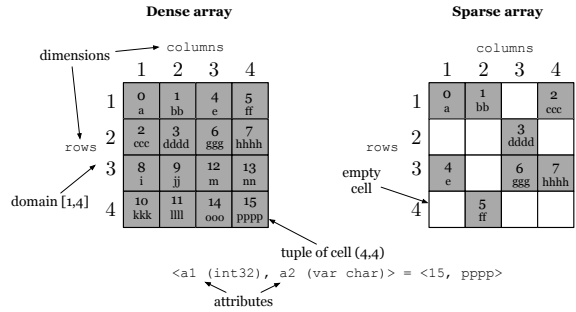 Dense array
Sparse array
dimensions
columns
columns
1 2 3 4
1 2 3 4
1
0 1 4 5
a bb e ff
1
0 1 2
a bb ccc
rows
2
2 3 6 7
ccc dddd ggg hhhh
rows
2
3
dddd
3
8 9 12 13
i jj m nn
3
4 6 7
e ggg hhhh
empty
cell
domain [1,4]
4
10 11 14 15
kkk llll ooo pppp
4
5
ff
tuple of cell (4,4)
<a1 (int32), a2 (var char)> = <15, pppp>
attributes